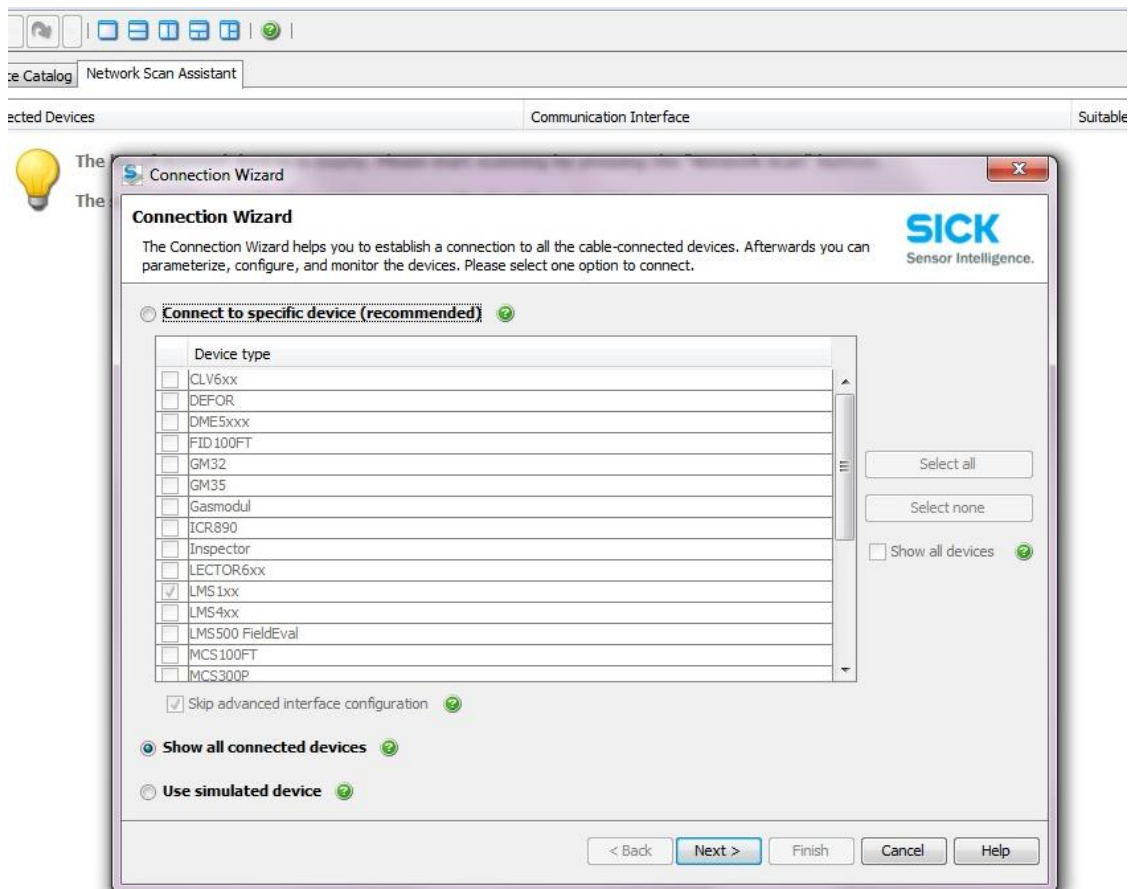 ce Catalog
Network Scan Assistant
ected Devices
Communication Interface
Suitable
The
The
Connection Wizard
Connection Wizard
The Connection Wizard helps you to establish a connection to all the cable-connected devices. Afterwards you can
parameterize, configure, and monitor the devices. Please select one option to connect.
SICK
Sensor Intelligence.
Connect to specific device (recommended)
Device type
CLV6xx
DEFOR
DME5xxx
FID100FT
GM32
GM35
Gasmodul
ICR890
Inspector
LECTOR6xx
LMS1xx
LMS4xx
LMS500 FieldEval
MCS100FT
MCS300P
Select all
Select none
Show all devices
Skip advanced interface configuration
Show all connected devices
Use simulated device
< Back
Next >
Finish
Cancel
Help